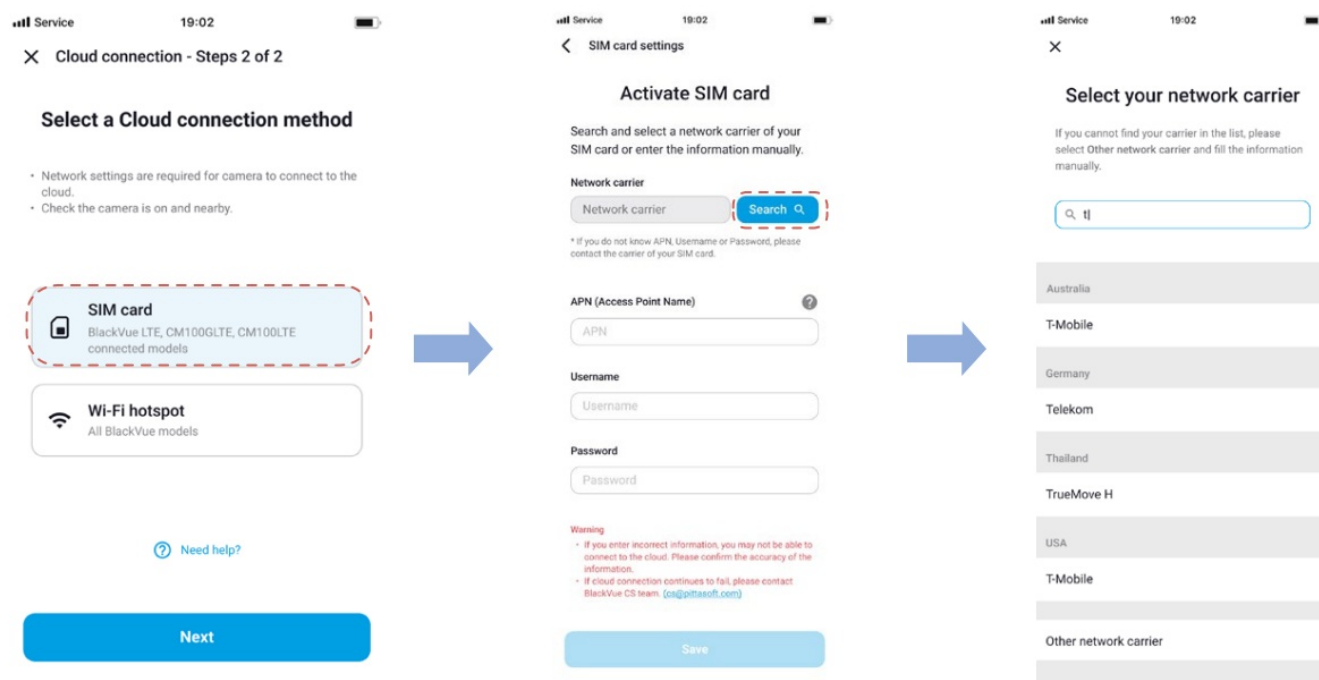 Service 19:02
Cloud connection - Steps 2 of 2
Select a Cloud connection method
• Network settings are required for camera to connect to the
cloud.
• Check the camera is on and nearby.
SIM card
BlackVue LTE, CM100GLTE, CM100LTE
connected models
Wi-Fi hotspot
All BlackVue models
? Need help?
Next
Service 19:02
SIM card settings
Activate SIM card
Search and select a network carrier of your
SIM card or enter the information manually.
Network carrier
Network carrier
Search
* If you do not know APN, Username or Password, please
contact the carrier of your SIM card.
APN (Access Point Name) ?
APN
Username
Username
Password
Password
Warning
• If you enter incorrect information, you may not be able to
connect to the cloud. Please confirm the accuracy of the
information.
• If cloud connection continues to fail, please contact
BlackVue CS team. (cs@pittasoft.com)
Save
Service 19:02
Select your network carrier
If you cannot find your carrier in the list, please
select Other network carrier and fill the information
manually.
t
Australia
T-Mobile
Germany
Telekom
Thailand
TrueMove H
USA
T-Mobile
Other network carrier